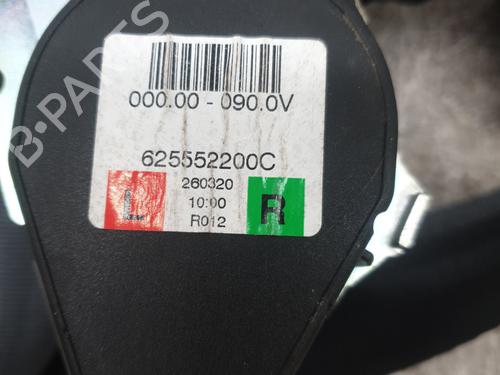 000.00 - 090.0V
625552200C
L 260320 R
10:00
R012
B-PARTS